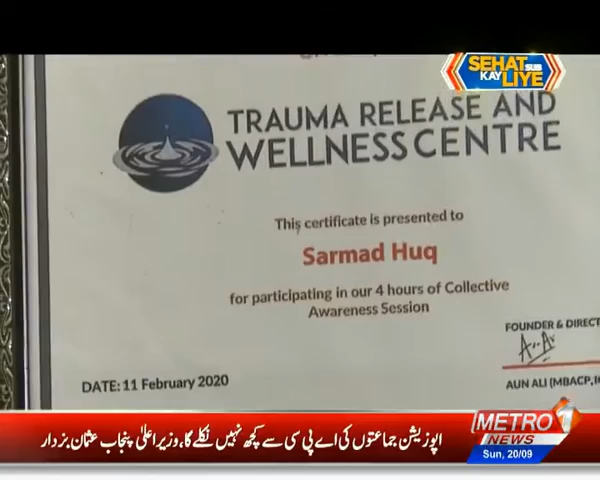 SEHAT
SUB
KAY LIYE
TRAUMA RELEASE AND
WELLNESS CENTRE
This certificate is presented to
Sarmad Huq
for participating in our 4 hours of Collective
Awareness Session
FOUNDER & DIRECT
DATE: 11 February 2020
AUN ALI (MBACP,
اپوزیشن جماعتوں کی اے پی سی سے کچھ نہیں نکلے گا، وزیراعلیٰ پنجاب عثمان بزدار
METRO 1
NEWS
Sun, 20/09